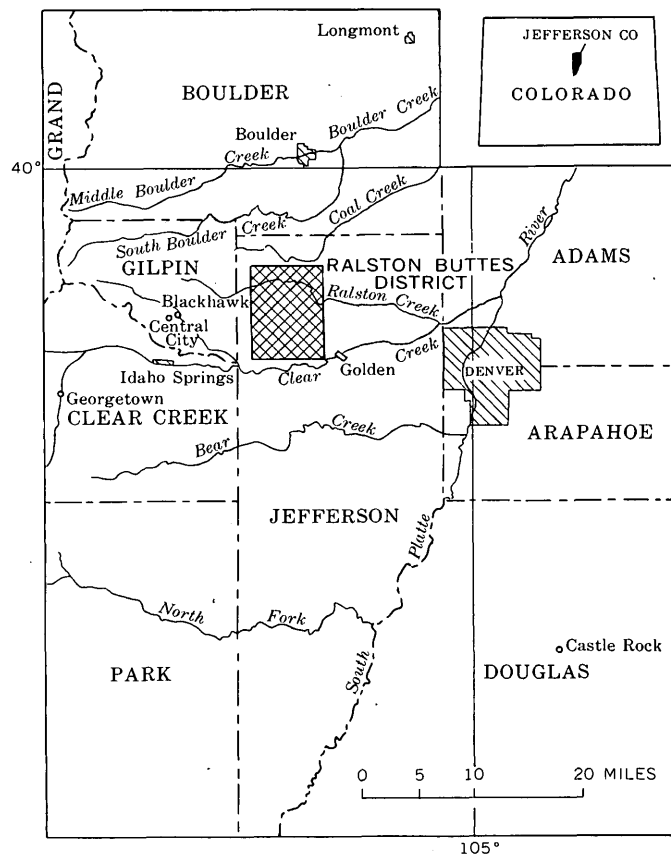 Longmont
JEFFERSON CO
COLORADO
GRAND
BOULDER
Boulder
Boulder Creek
Creek
40°
Middle Boulder
Coal Creek
South Boulder
Creek
River
GILPIN
RALSTON BUTTES
DISTRICT
ADAMS
Blackhawk
Ralston Creek
Central
City
Creek
Golden
Clear
DENVER
Idaho Springs
Georgetown
CLEAR CREEK
Creek
Bear
ARAPAHOE
JEFFERSON
Platte
North
Fork
Castle Rock
PARK
South
DOUGLAS
0 5 10 20 MILES
105°